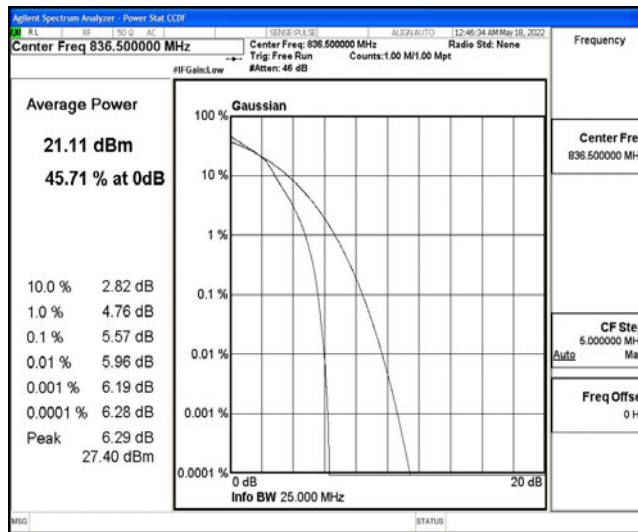 Agilent Spectrum Analyzer - Power Stat CCDF
RL RF 50 Ω AC SENSE:PULSE ALIGNAUTO 12:46:34 AM May 18, 2022
Center Freq 836.500000 MHz
Center Freq: 836.500000 MHz Radio Std: None
Trig: Free Run Counts:1.00 M/1.00 Mpt
#IFGain:Low #Atten: 46 dB
Frequency
Average Power
21.11 dBm
45.71 % at 0dB
10.0 % 2.82 dB
1.0 % 4.76 dB
0.1 % 5.57 dB
0.01 % 5.96 dB
0.001 % 6.19 dB
0.0001 % 6.28 dB
Peak 6.29 dB
27.40 dBm
Gaussian
100 %
10 %
1 %
0.1 %
0.01 %
0.001 %
0.0001 %
0 dB 20 dB
Info BW 25.000 MHz
Center Fre
836.500000 MH
CF Ste
5.000000 MH
Auto Ma
Freq Offse
0 H
MSG STATUS